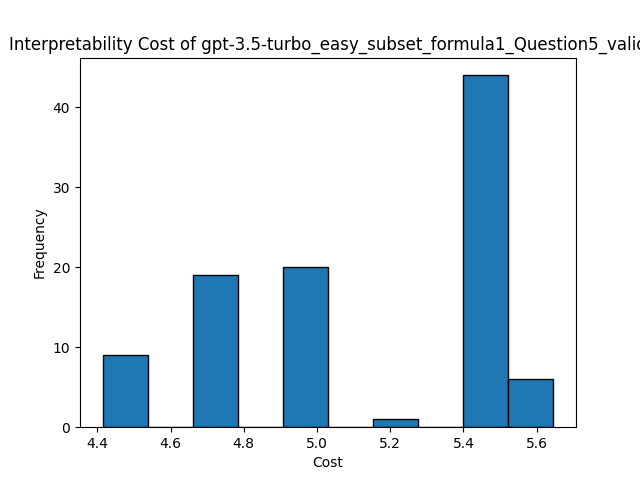 Interpretability Cost of gpt-3.5-turbo_easy_subset_formula1_Question5_valid
Frequency
40
30
20
10
0
4.4 4.6 4.8 5.0 5.2 5.4 5.6
Cost